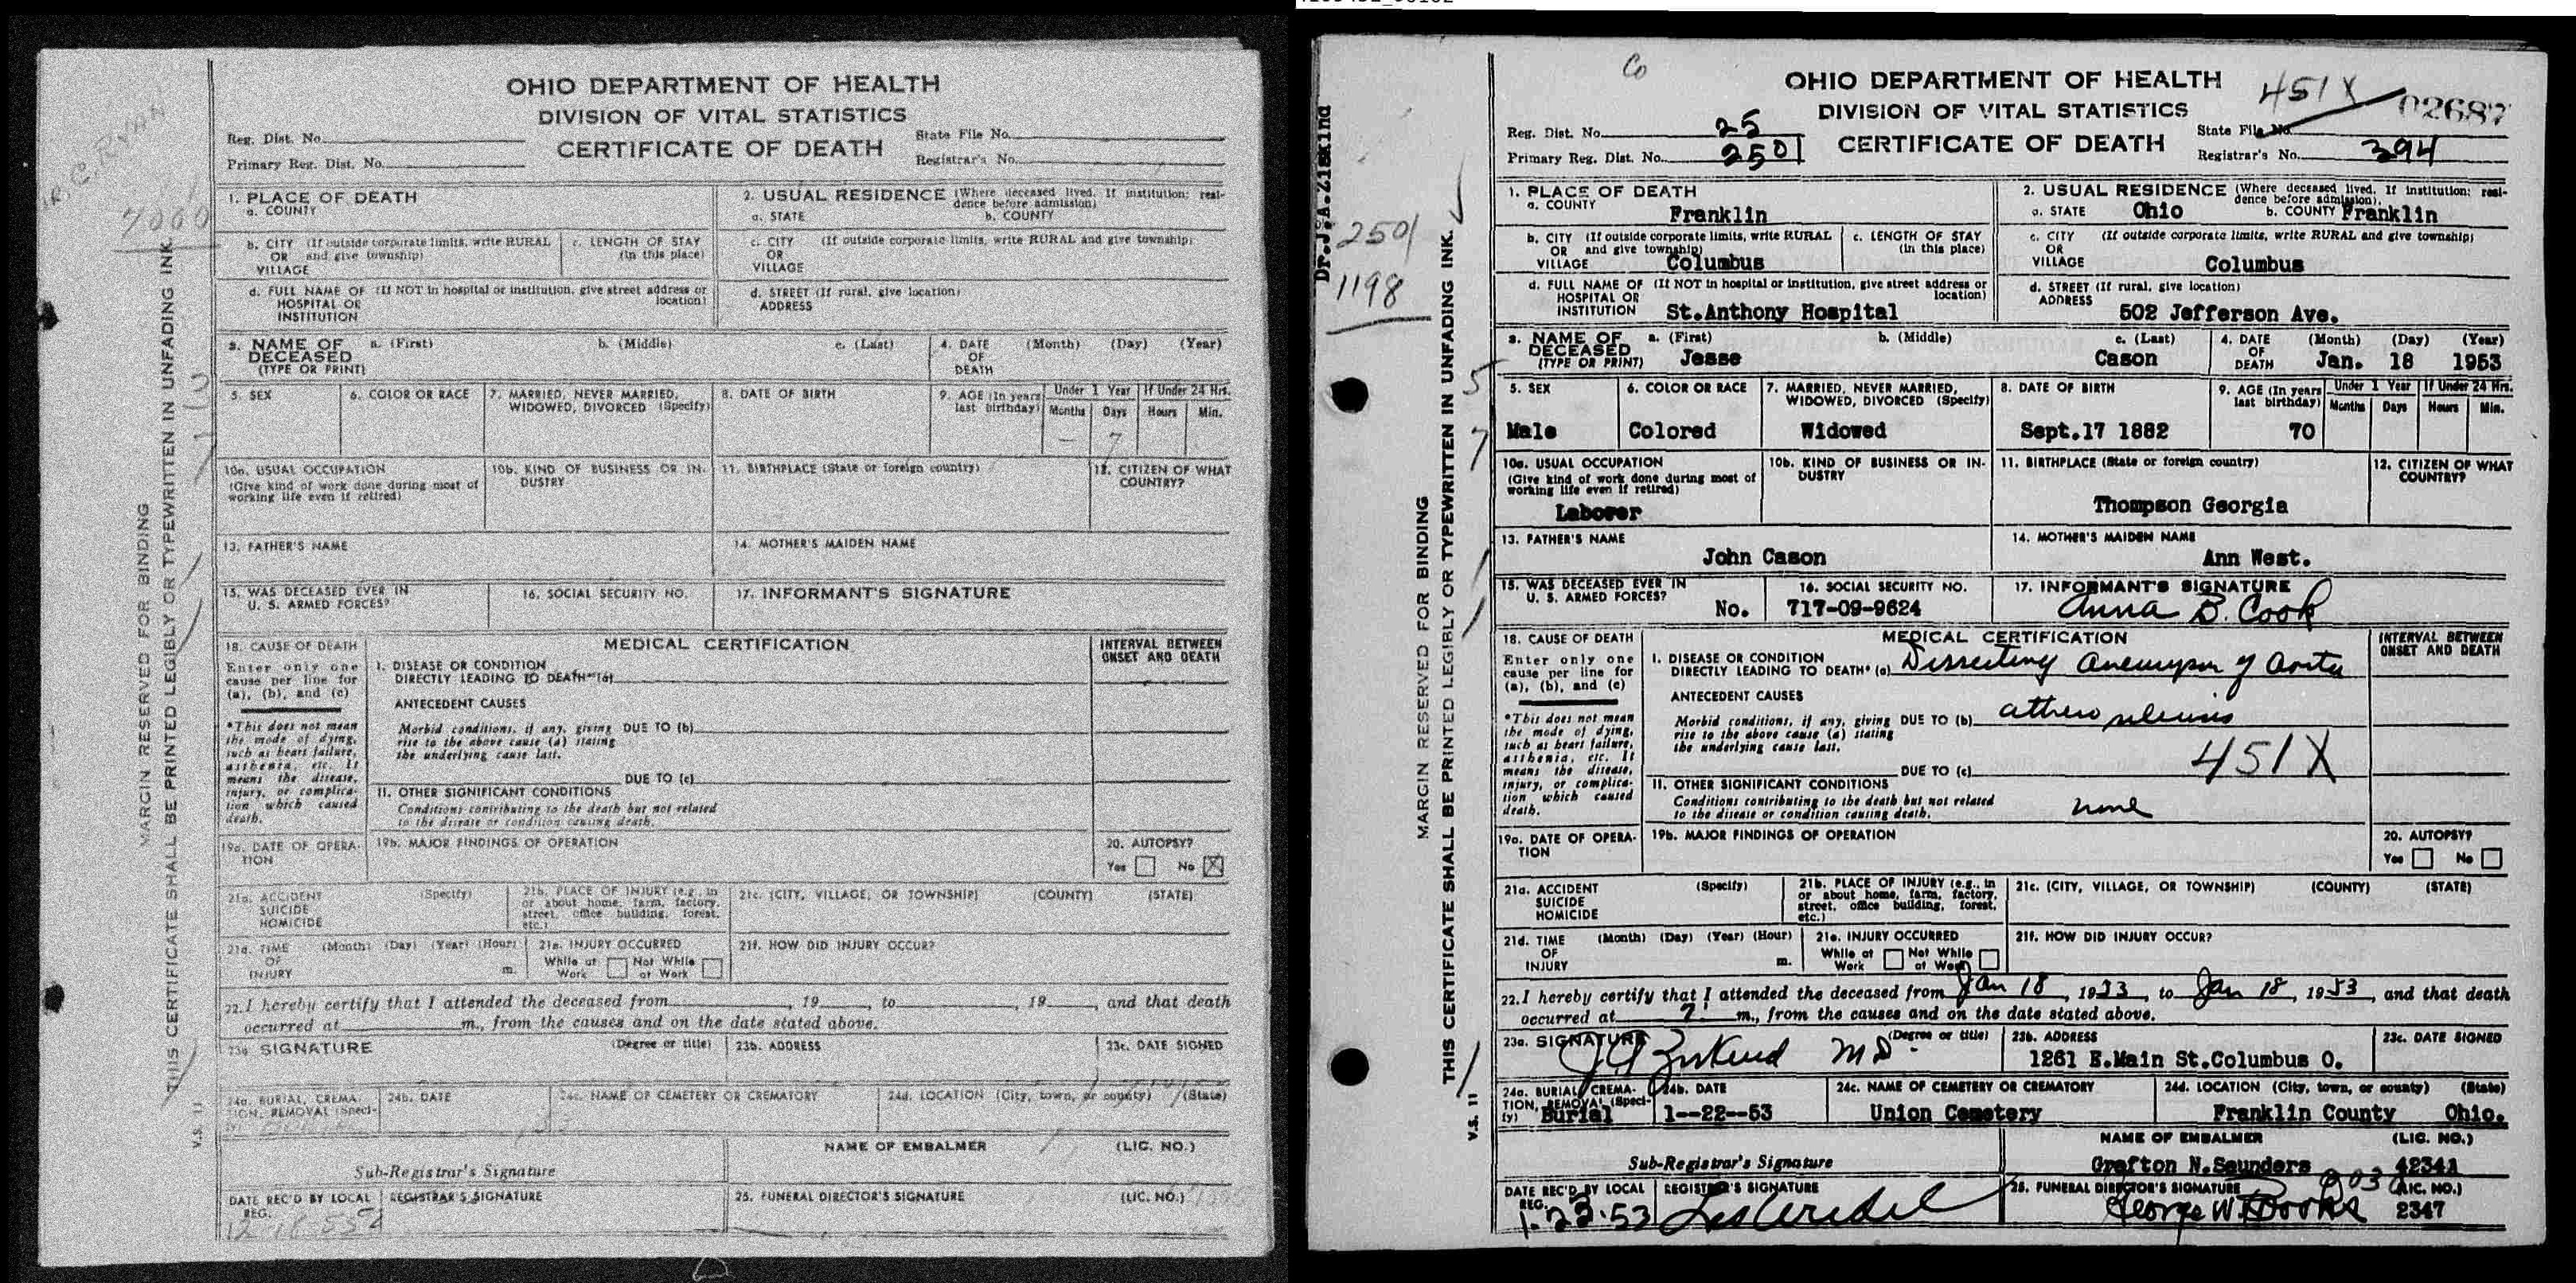 R. C. RYAN
7000
MARGIN RESERVED FOR BINDING
THIS CERTIFICATE SHALL BE PRINTED LEGIBLY OR TYPEWRITTEN IN UNFADING INK.
V.S. 11
OHIO DEPARTMENT OF HEALTH
DIVISION OF VITAL STATISTICS
CERTIFICATE OF DEATH
Reg. Dist. No.
Primary Reg. Dist. No.
State File No.
Registrar's No.
1. PLACE OF DEATH
a. COUNTY
2. USUAL RESIDENCE (Where deceased lived. If institution: resi-
dence before admission)
a. STATE b. COUNTY
b. CITY (If outside corporate limits, write RURAL
OR and give township)
VILLAGE
c. LENGTH OF STAY
(in this place)
c. CITY (If outside corporate limits, write RURAL and give township)
OR
VILLAGE
d. FULL NAME OF (If NOT in hospital or institution, give street address or
HOSPITAL OR location)
INSTITUTION
d. STREET (If rural, give location)
ADDRESS
3. NAME OF a. (First) b. (Middle) c. (Last)
DECEASED
(TYPE OR PRINT)
4. DATE (Month) (Day) (Year)
OF
DEATH
5. SEX
6. COLOR OR RACE
7. MARRIED, NEVER MARRIED,
WIDOWED, DIVORCED (Specify)
8. DATE OF BIRTH
9. AGE (In years
last birthday)
Under 1 Year If Under 24 Hrs.
Months Days Hours Min.
— 7
10a. USUAL OCCUPATION
(Give kind of work done during most of
working life even if retired)
10b. KIND OF BUSINESS OR IN-
DUSTRY
11. BIRTHPLACE (State or foreign country)
12. CITIZEN OF WHAT
COUNTRY?
13. FATHER'S NAME
14. MOTHER'S MAIDEN NAME
15. WAS DECEASED EVER IN
U. S. ARMED FORCES?
16. SOCIAL SECURITY NO.
17. INFORMANT'S SIGNATURE
18. CAUSE OF DEATH
Enter only one
cause per line for
(a), (b), and (c)
*This does not mean
the mode of dying,
such as heart failure,
asthenia, etc. It
means the disease,
injury, or complica-
tion which caused
death.
MEDICAL CERTIFICATION
INTERVAL BETWEEN
ONSET AND DEATH
I. DISEASE OR CONDITION
DIRECTLY LEADING TO DEATH* (a)
ANTECEDENT CAUSES
Morbid conditions, if any, giving DUE TO (b)
rise to the above cause (a) stating
the underlying cause last.
DUE TO (c)
II. OTHER SIGNIFICANT CONDITIONS
Conditions contributing to the death but not related
to the disease or condition causing death.
19a. DATE OF OPERA-
TION
19b. MAJOR FINDINGS OF OPERATION
20. AUTOPSY?
Yes No X
21a. ACCIDENT (Specify)
SUICIDE
HOMICIDE
21b. PLACE OF INJURY (e.g., in
or about home, farm, factory,
street, office building, forest,
etc.)
21c. (CITY, VILLAGE, OR TOWNSHIP) (COUNTY) (STATE)
21d. TIME (Month) (Day) (Year) (Hour)
OF
INJURY m.
21e. INJURY OCCURRED
While at Not While
Work at Work
21f. HOW DID INJURY OCCUR?
22. I hereby certify that I attended the deceased from , 19 , to , 19 , and that death
occurred at m., from the causes and on the date stated above.
23a. SIGNATURE (Degree or title)
23b. ADDRESS
23c. DATE SIGNED
24a. BURIAL, CREMA-
TION, REMOVAL (Speci-
fy)
24b. DATE
24c. NAME OF CEMETERY OR CREMATORY
24d. LOCATION (City, town, or county) (State)
Sub-Registrar's Signature
NAME OF EMBALMER (LIC. NO.)
DATE REC'D BY LOCAL
REG.
REGISTRAR'S SIGNATURE
25. FUNERAL DIRECTOR'S SIGNATURE (LIC. NO.)
Dr.J.A.Ziskind
2501
1198
5
7
MARGIN RESERVED FOR BINDING
THIS CERTIFICATE SHALL BE PRINTED LEGIBLY OR TYPEWRITTEN IN UNFADING INK.
V.S. 11
Co
OHIO DEPARTMENT OF HEALTH
DIVISION OF VITAL STATISTICS
CERTIFICATE OF DEATH
451X
02687
Reg. Dist. No. 25
Primary Reg. Dist. No. 2501
State File No.
Registrar's No. 394
1. PLACE OF DEATH
a. COUNTY Franklin
2. USUAL RESIDENCE (Where deceased lived. If institution: resi-
dence before admission).
a. STATE Ohio b. COUNTY Franklin
b. CITY (If outside corporate limits, write RURAL
OR and give township)
VILLAGE Columbus
c. LENGTH OF STAY
(in this place)
c. CITY (If outside corporate limits, write RURAL and give township)
OR
VILLAGE Columbus
d. FULL NAME OF (If NOT in hospital or institution, give street address or
HOSPITAL OR location)
INSTITUTION St.Anthony Hospital
d. STREET (If rural, give location)
ADDRESS 502 Jefferson Ave.
3. NAME OF a. (First) b. (Middle) c. (Last)
DECEASED
(TYPE OR PRINT) Jesse Cason
4. DATE (Month) (Day) (Year)
OF
DEATH Jan. 18 1953
5. SEX
Male
6. COLOR OR RACE
Colored
7. MARRIED, NEVER MARRIED,
WIDOWED, DIVORCED (Specify)
Widowed
8. DATE OF BIRTH
Sept.17 1882
9. AGE (In years
last birthday)
70
Under 1 Year If Under 24 Hrs.
Months Days Hours Min.
10a. USUAL OCCUPATION
(Give kind of work done during most of
working life even if retired)
Laborer
10b. KIND OF BUSINESS OR IN-
DUSTRY
11. BIRTHPLACE (State or foreign country)
Thompson Georgia
12. CITIZEN OF WHAT
COUNTRY?
13. FATHER'S NAME
John Cason
14. MOTHER'S MAIDEN NAME
Ann West.
15. WAS DECEASED EVER IN
U. S. ARMED FORCES?
No.
16. SOCIAL SECURITY NO.
717-09-9624
17. INFORMANT'S SIGNATURE
Anna B. Cook
18. CAUSE OF DEATH
Enter only one
cause per line for
(a), (b), and (c)
*This does not mean
the mode of dying,
such as heart failure,
asthenia, etc. It
means the disease,
injury, or complica-
tion which caused
death.
MEDICAL CERTIFICATION
INTERVAL BETWEEN
ONSET AND DEATH
I. DISEASE OR CONDITION
DIRECTLY LEADING TO DEATH* (a) Dissecting aneurysm of aorta
ANTECEDENT CAUSES
Morbid conditions, if any, giving DUE TO (b)
rise to the above cause (a) stating
the underlying cause last.
451X
DUE TO (c)
II. OTHER SIGNIFICANT CONDITIONS
Conditions contributing to the death but not related
to the disease or condition causing death.
none
19a. DATE OF OPERA-
TION
19b. MAJOR FINDINGS OF OPERATION
20. AUTOPSY?
Yes No
21a. ACCIDENT (Specify)
SUICIDE
HOMICIDE
21b. PLACE OF INJURY (e.g., in
or about home, farm, factory,
street, office building, forest,
etc.)
21c. (CITY, VILLAGE, OR TOWNSHIP) (COUNTY) (STATE)
21d. TIME (Month) (Day) (Year) (Hour)
OF
INJURY m.
21e. INJURY OCCURRED
While at Not While
Work at Work
21f. HOW DID INJURY OCCUR?
22. I hereby certify that I attended the deceased from Jan 18, 1953, to Jan 18, 1953, and that death
occurred at 7 m., from the causes and on the date stated above.
23a. SIGNATURE (Degree or title)
M D.
23b. ADDRESS
1261 E.Main St.Columbus O.
23c. DATE SIGNED
24a. BURIAL, CREMA-
TION, REMOVAL (Speci-
fy) Burial
24b. DATE
1--22--53
24c. NAME OF CEMETERY OR CREMATORY
Union Cemetery
24d. LOCATION (City, town, or county) (State)
Franklin County Ohio.
Sub-Registrar's Signature
NAME OF EMBALMER (LIC. NO.)
Grafton N.Saunders 4234A
DATE REC'D BY LOCAL
REG.
1.22.53
REGISTRAR'S SIGNATURE
25. FUNERAL DIRECTOR'S SIGNATURE (LIC. NO.)
George W. Brooks 2347